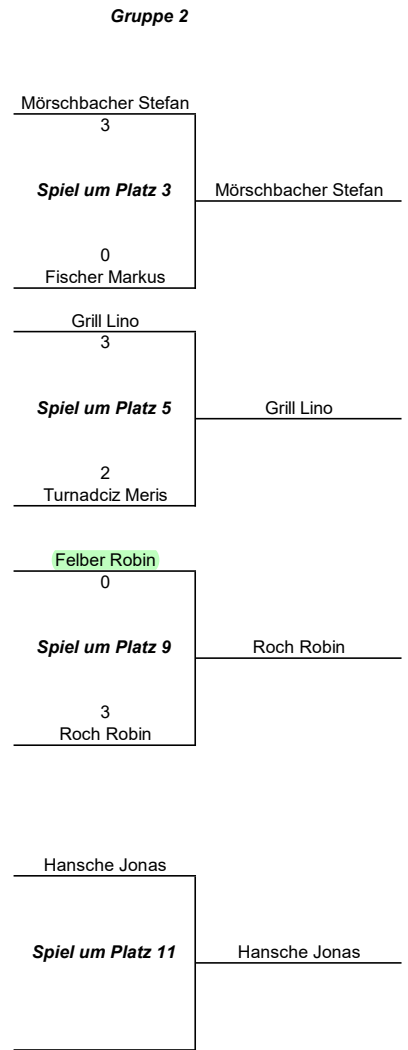 Gruppe 2
Mörschbacher Stefan
3
Spiel um Platz 3
Mörschbacher Stefan
0
Fischer Markus
Grill Lino
3
Spiel um Platz 5
Grill Lino
2
Turnadciz Meris
Felber Robin
0
Spiel um Platz 9
Roch Robin
3
Roch Robin
Hansche Jonas
Spiel um Platz 11
Hansche Jonas